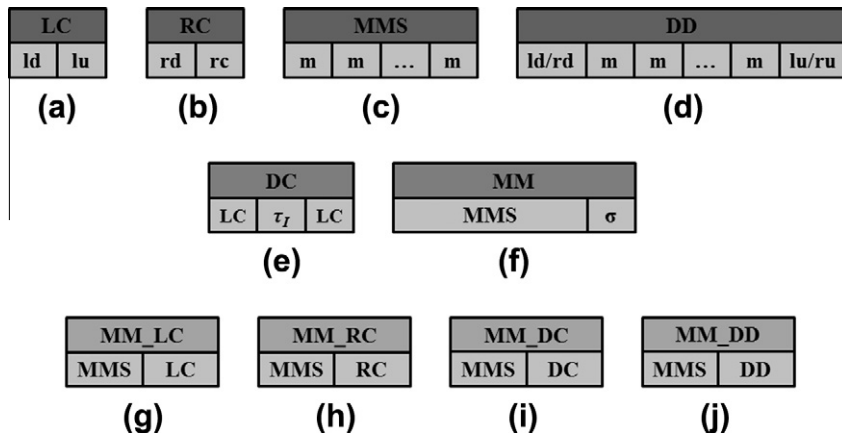 LC RC MMS DD
ld lu rd rc m m ... m ld/rd m m ... m lu/ru
(a) (b) (c) (d)
DC MM
LC τI LC MMS σ
(e) (f)
MM_LC MM_RC MM_DC MM_DD
MMS LC MMS RC MMS DC MMS DD
(g) (h) (i) (j)